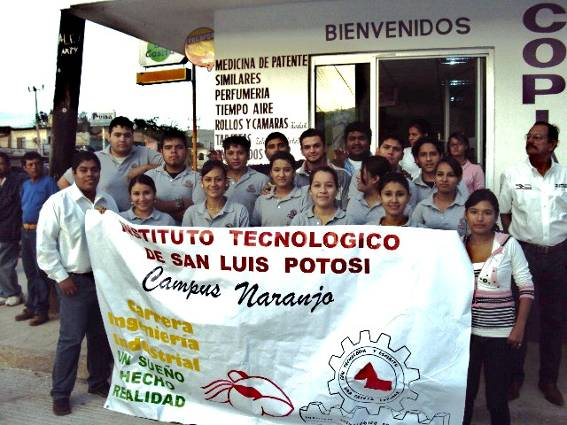 BIENVENIDOS
MEDICINA DE PATENTE
SIMILARES
PERFUMERIA
TIEMPO AIRE
ROLLOS Y CAMARAS Kodak
COPI
INSTITUTO TECNOLOGICO
DE SAN LUIS POTOSI
Campus Naranjo
Carrera
Ingeniería
Industrial
UN SUEÑO
HECHO
REALIDAD